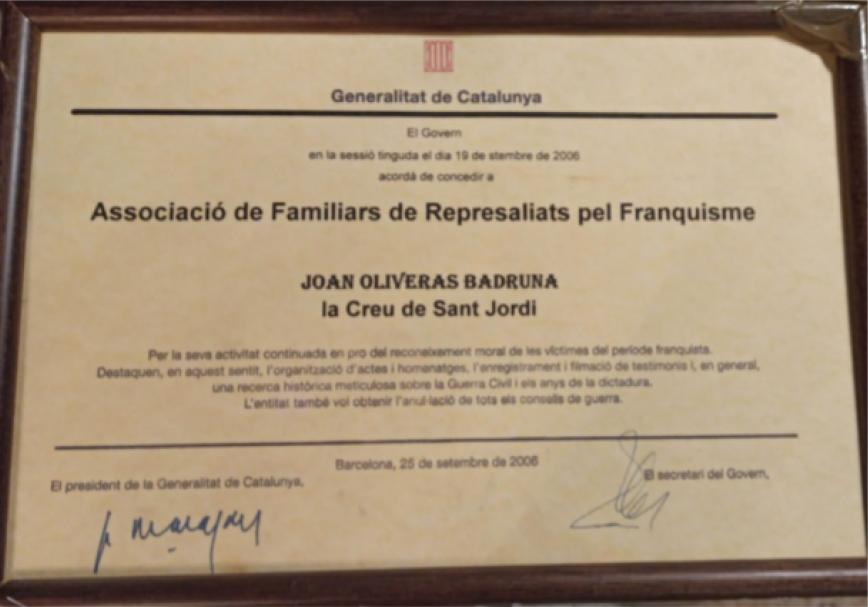 Generalitat de Catalunya
El Govern
en la sessió tinguda el dia 19 de stembre de 2006
acordà de concedir a
Associació de Familiars de Represaliats pel Franquisme
JOAN OLIVERAS BADRUNA
la Creu de Sant Jordi
Per la seva activitat continuada en pro del reconeixament moral de les víctimes del període franquista.
Destaquen, en aquest sentit, l'organització d'actes i homenatges, l'enregistrament i filmació de testimonis i, en general,
una recerca històrica meticulosa sobre la Guerra Civil i els anys de la dictadura.
L'entitat també vol obtenir l'anul·lació de tots els consells de guerra.
Barcelona, 25 de setembre de 2006
El president de la Generalitat de Catalunya,
El secretari del Govern,